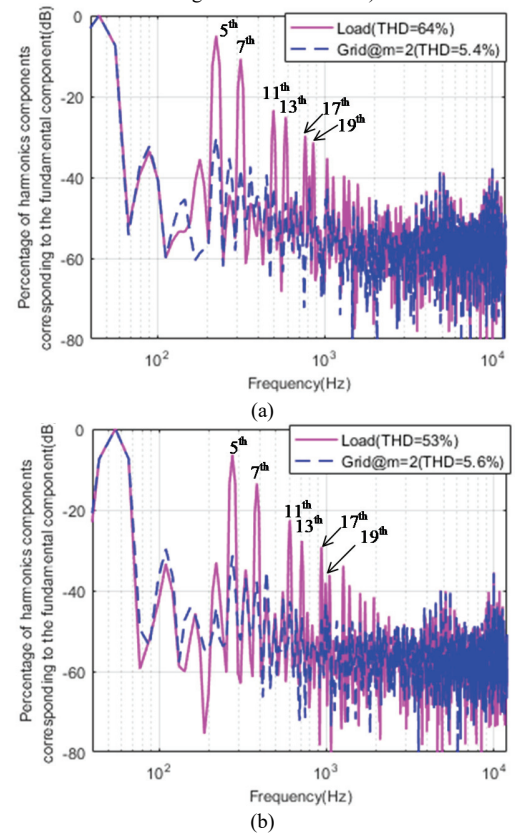 Percentage of harmonics components
corresponding to the fundamental component(dB)
0
-20
-40
-60
-80
5th
7th
11th
13th
17th
19th
Load(THD=64%)
Grid@m=2(THD=5.4%)
10^2
10^3
10^4
Frequency(Hz)
(a)
Percentage of harmonics components
corresponding to the fundamental component(dB
0
-20
-40
-60
-80
5th
7th
11th
13th
17th
19th
Load(THD=53%)
Grid@m=2(THD=5.6%)
10^2
10^3
10^4
Frequency(Hz)
(b)